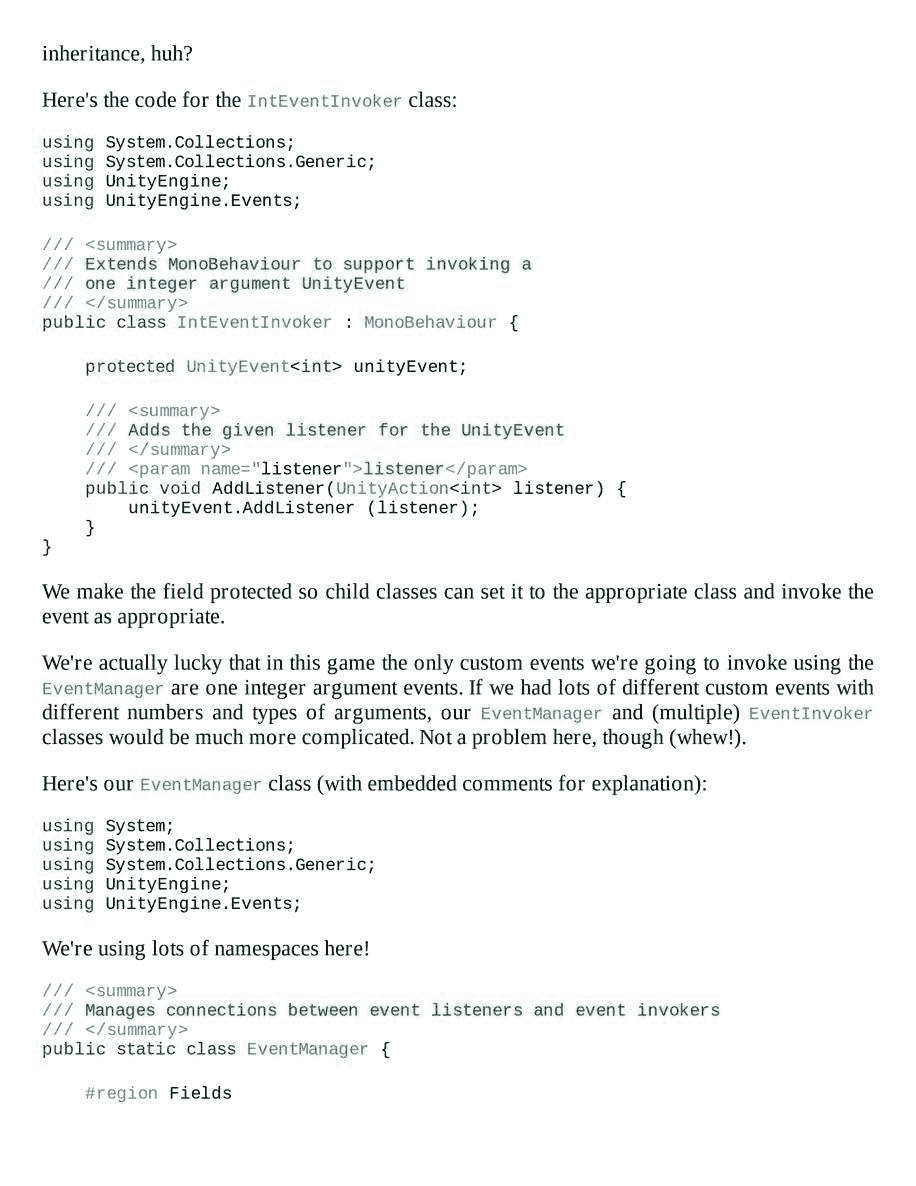 inheritance, huh?
Here's the code for the IntEventInvoker class:
using System.Collections;
using System.Collections.Generic;
using UnityEngine;
using UnityEngine.Events;
/// <summary>
/// Extends MonoBehaviour to support invoking a
/// one integer argument UnityEvent
/// </summary>
public class IntEventInvoker : MonoBehaviour {
    protected UnityEvent<int> unityEvent;
    /// <summary>
    /// Adds the given listener for the UnityEvent
    /// </summary>
    /// <param name="listener">listener</param>
    public void AddListener(UnityAction<int> listener) {
        unityEvent.AddListener (listener);
    }
}
We make the field protected so child classes can set it to the appropriate class and invoke the
event as appropriate.
We're actually lucky that in this game the only custom events we're going to invoke using the
EventManager are one integer argument events. If we had lots of different custom events with
different numbers and types of arguments, our EventManager and (multiple) EventInvoker
classes would be much more complicated. Not a problem here, though (whew!).
Here's our EventManager class (with embedded comments for explanation):
using System;
using System.Collections;
using System.Collections.Generic;
using UnityEngine;
using UnityEngine.Events;
We're using lots of namespaces here!
/// <summary>
/// Manages connections between event listeners and event invokers
/// </summary>
public static class EventManager {
    #region Fields